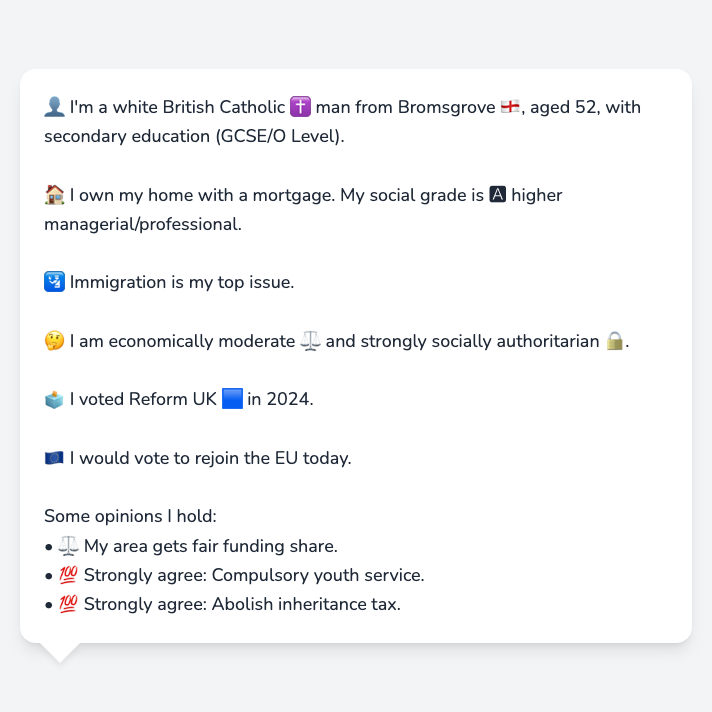 👤 I'm a white British Catholic ✝️ man from Bromsgrove 🏴󠁧󠁢󠁥󠁮󠁧󠁿, aged 52, with
secondary education (GCSE/O Level).
🏠 I own my home with a mortgage. My social grade is 🅰 higher
managerial/professional.
🛂 Immigration is my top issue.
🤔 I am economically moderate ⚖️ and strongly socially authoritarian 🔒.
🗳️ I voted Reform UK 🟦 in 2024.
🇪🇺 I would vote to rejoin the EU today.
Some opinions I hold:
• ⚖️ My area gets fair funding share.
• 💯 Strongly agree: Compulsory youth service.
• 💯 Strongly agree: Abolish inheritance tax.